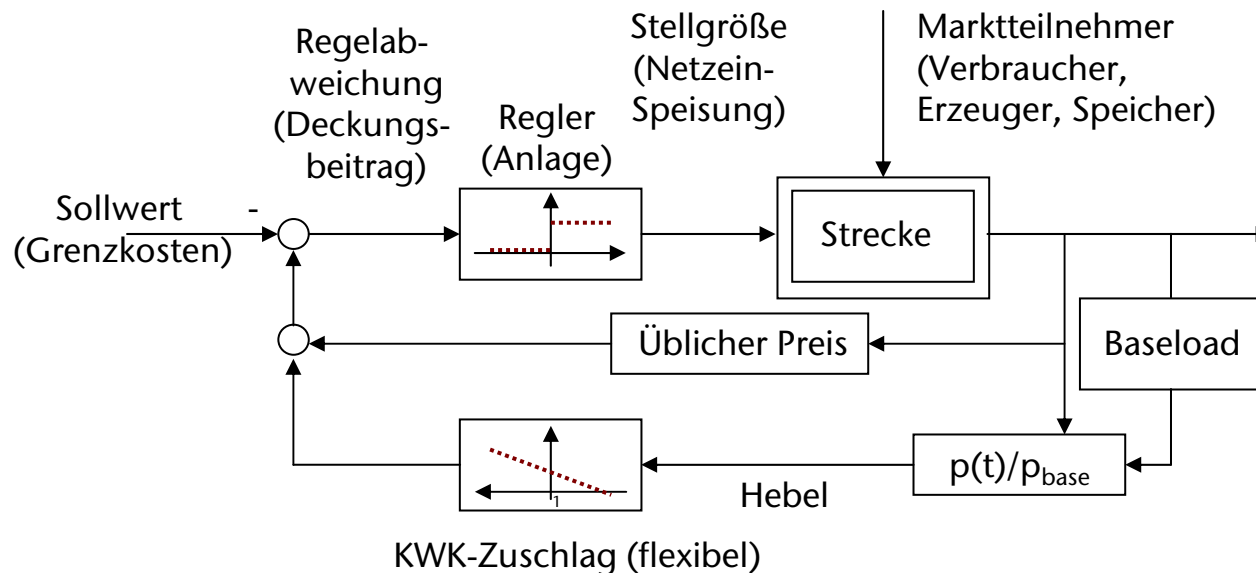 Regelab-
weichung
(Deckungs-
beitrag)
Regler
(Anlage)
Stellgröße
(Netzein-
Speisung)
Marktteilnehmer
(Verbraucher,
Erzeuger, Speicher)
Sollwert
(Grenzkosten)
-
Strecke
Üblicher Preis
Baseload
1
Hebel
p(t)/pbase
KWK-Zuschlag (flexibel)